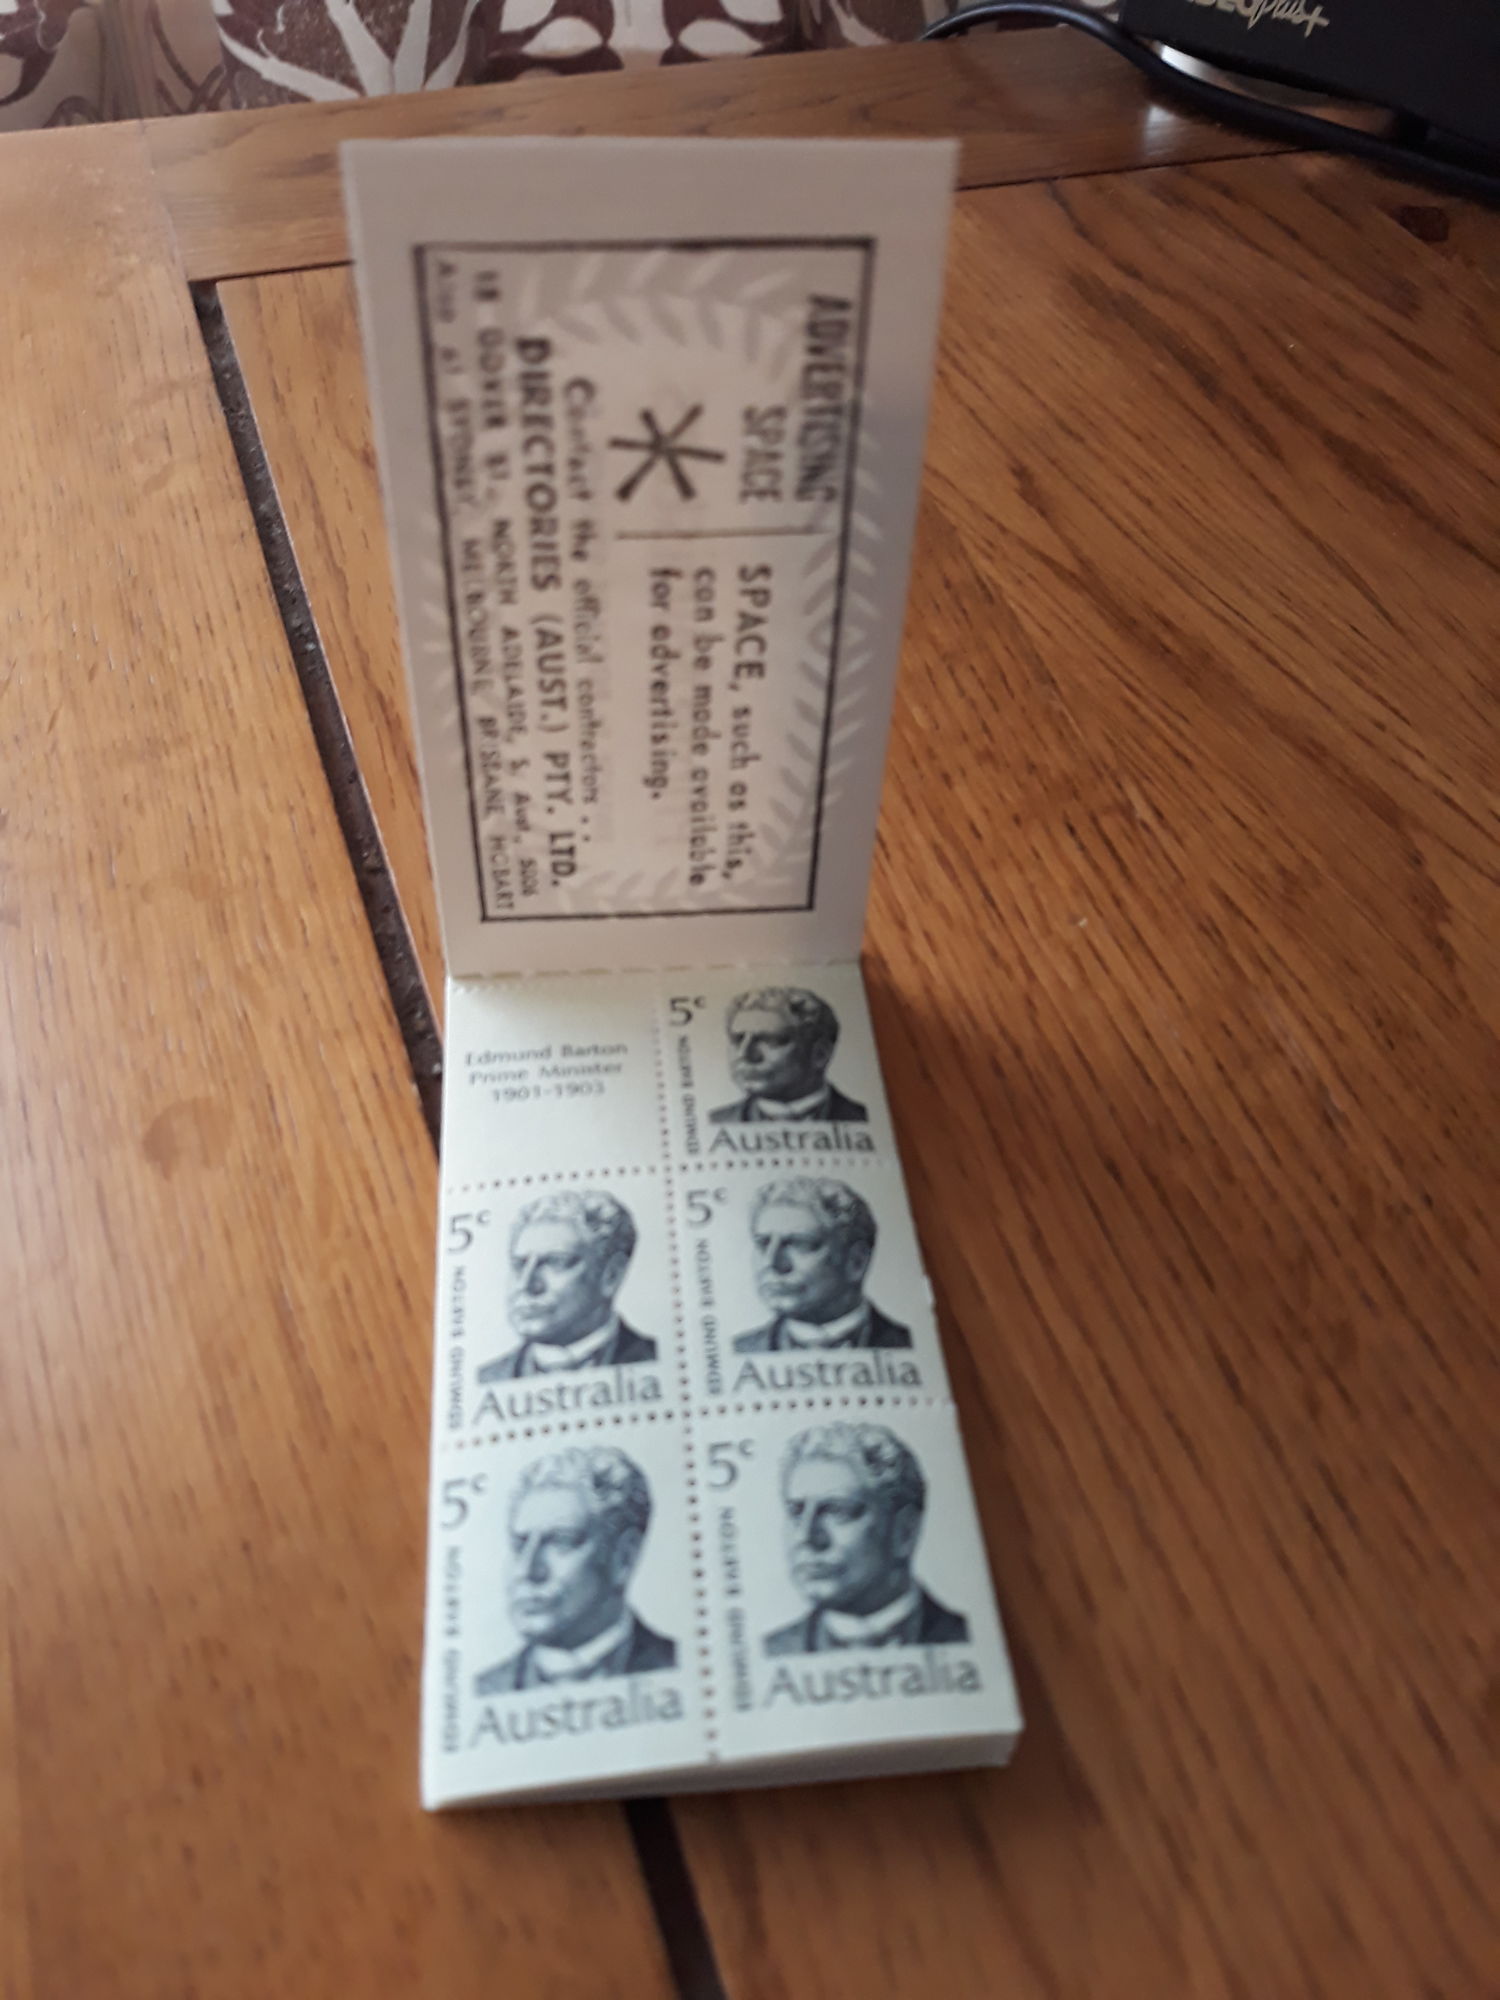 ADVERTISING
SPACE
SPACE, such as this,
can be made available
for advertising.
Contact the official contractors . .
DIRECTORIES (AUST.) PTY. LTD.
18 GOVER ST., NORTH ADELAIDE, S. Aust., 5006
Also at SYDNEY, MELBOURNE, BRISBANE, HOBART
Edmund Barton
Prime Minister
1901-1903
5c
EDMUND BARTON
Australia
5c
EDMUND BARTON
Australia
5c
EDMUND BARTON
Australia
5c
EDMUND BARTON
Australia
5c
EDMUND BARTON
Australia